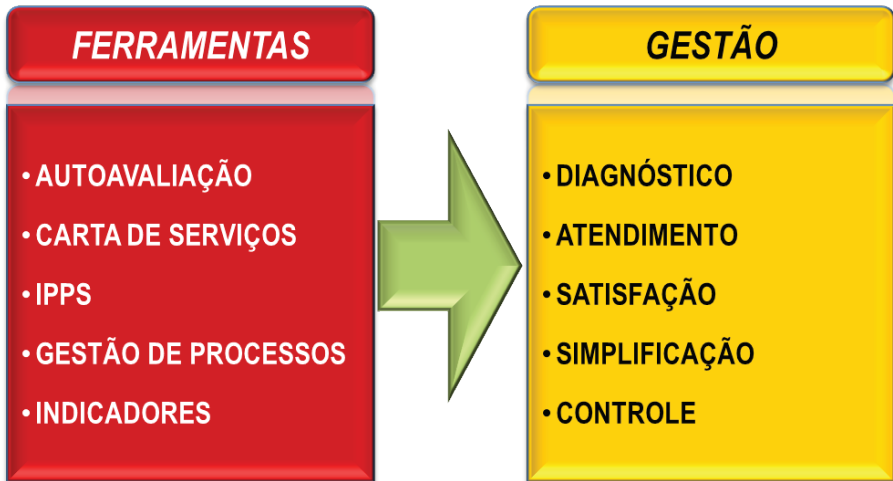 FERRAMENTAS
• AUTOAVALIAÇÃO
• CARTA DE SERVIÇOS
• IPPS
• GESTÃO DE PROCESSOS
• INDICADORES
GESTÃO
• DIAGNÓSTICO
• ATENDIMENTO
• SATISFAÇÃO
• SIMPLIFICAÇÃO
• CONTROLE